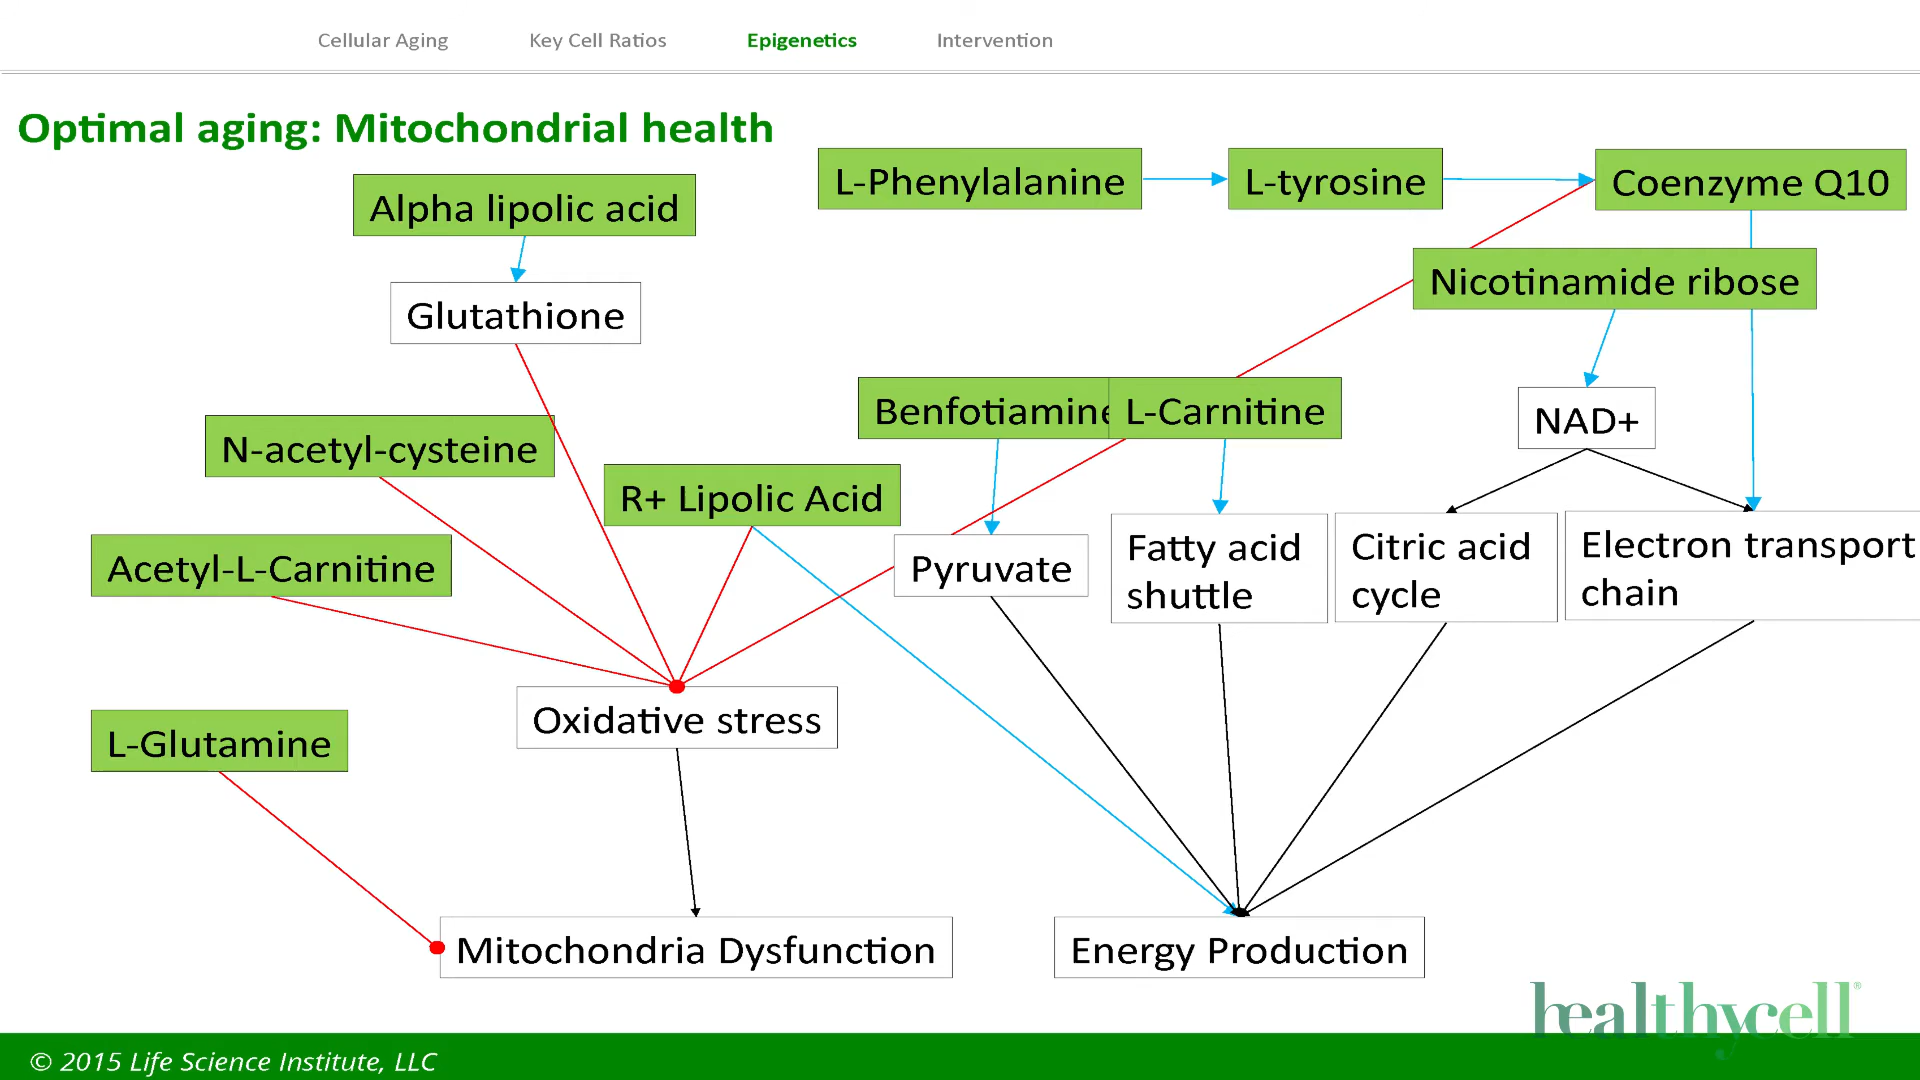 Cellular Aging Key Cell Ratios Epigenetics Intervention
Optimal aging: Mitochondrial health
L-Phenylalanine
L-tyrosine
Coenzyme Q10
Alpha lipolic acid
Nicotinamide ribose
Glutathione
Benfotiamine
L-Carnitine
NAD+
N-acetyl-cysteine
R+ Lipolic Acid
Acetyl-L-Carnitine
Pyruvate
Fatty acid
shuttle
Citric acid
cycle
Electron transport
chain
Oxidative stress
L-Glutamine
Mitochondria Dysfunction
Energy Production
healthycell®
© 2015 Life Science Institute, LLC